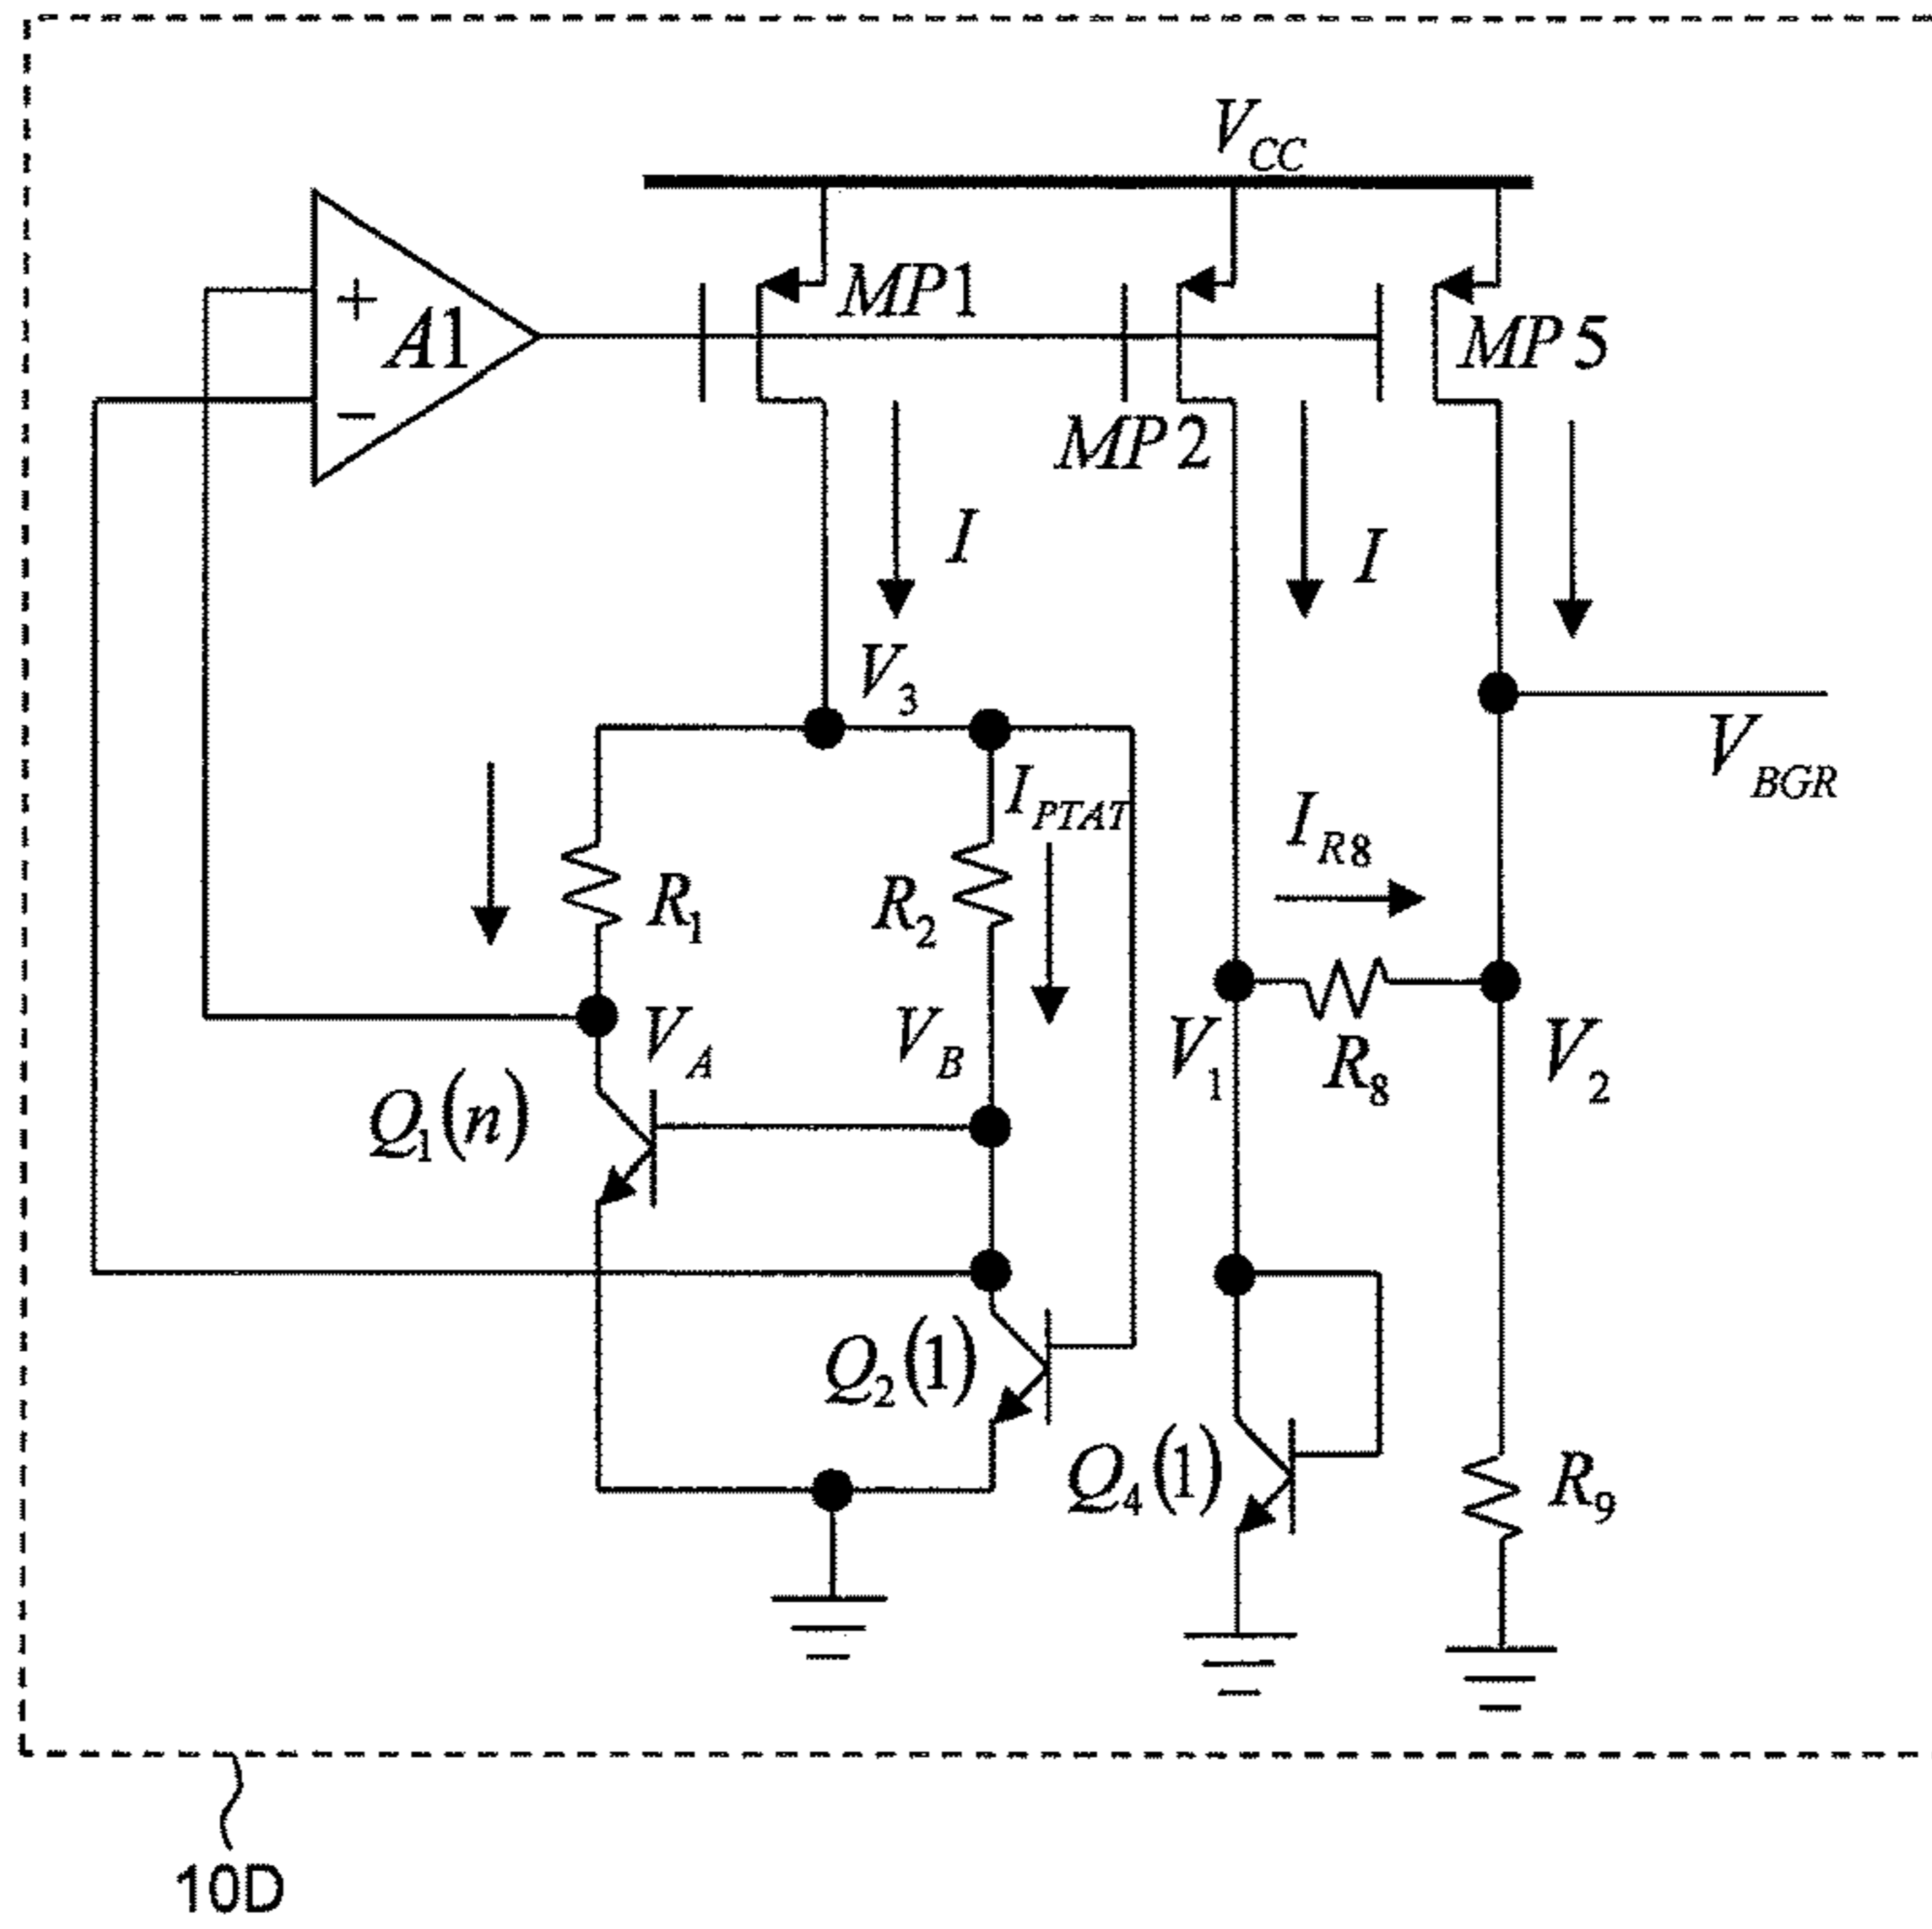 V_CC
+
A1
−
MP1
MP2
MP5
I
I
V_3
V_BGR
I_PTAT
I_R8
R_1
R_2
V_A
V_B
V_1
R_8
V_2
Q_1(n)
Q_2(1)
Q_4(1)
R_9
10D